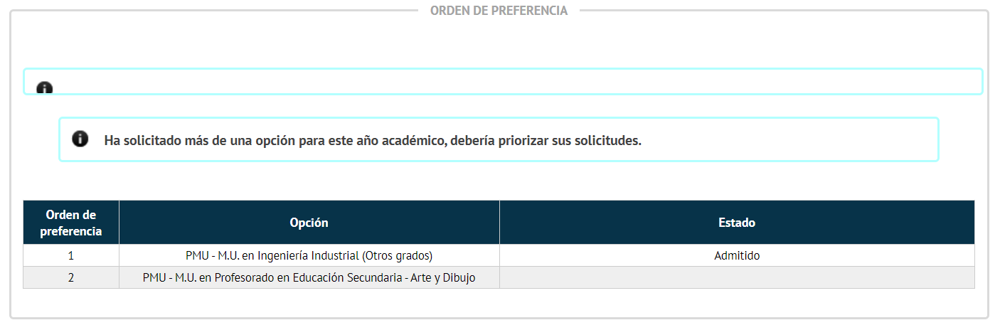 ORDEN DE PREFERENCIA
Ha solicitado más de una opción para este año académico, debería priorizar sus solicitudes.
Orden de
preferencia
Opción
Estado
1
PMU - M.U. en Ingeniería Industrial (Otros grados)
Admitido
2
PMU - M.U. en Profesorado en Educación Secundaria - Arte y Dibujo